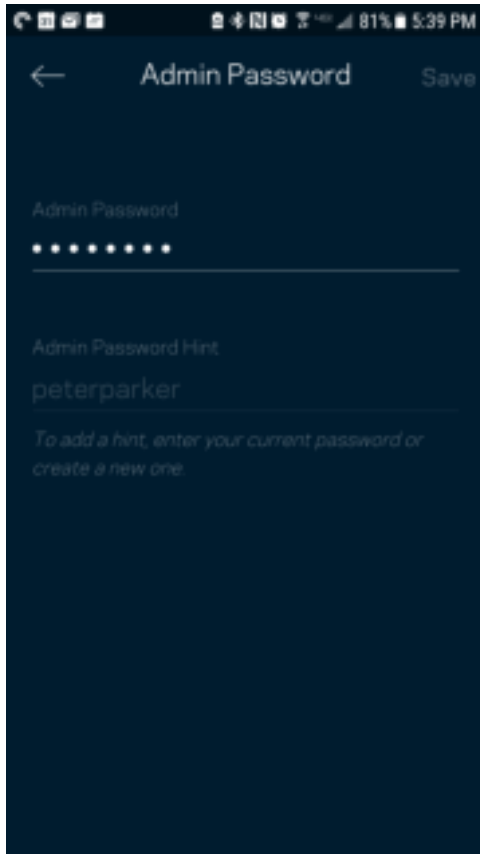 81% 5:39 PM
Admin Password Save
Admin Password
••••••••
Admin Password Hint
peterparker
To add a hint, enter your current password or
create a new one.